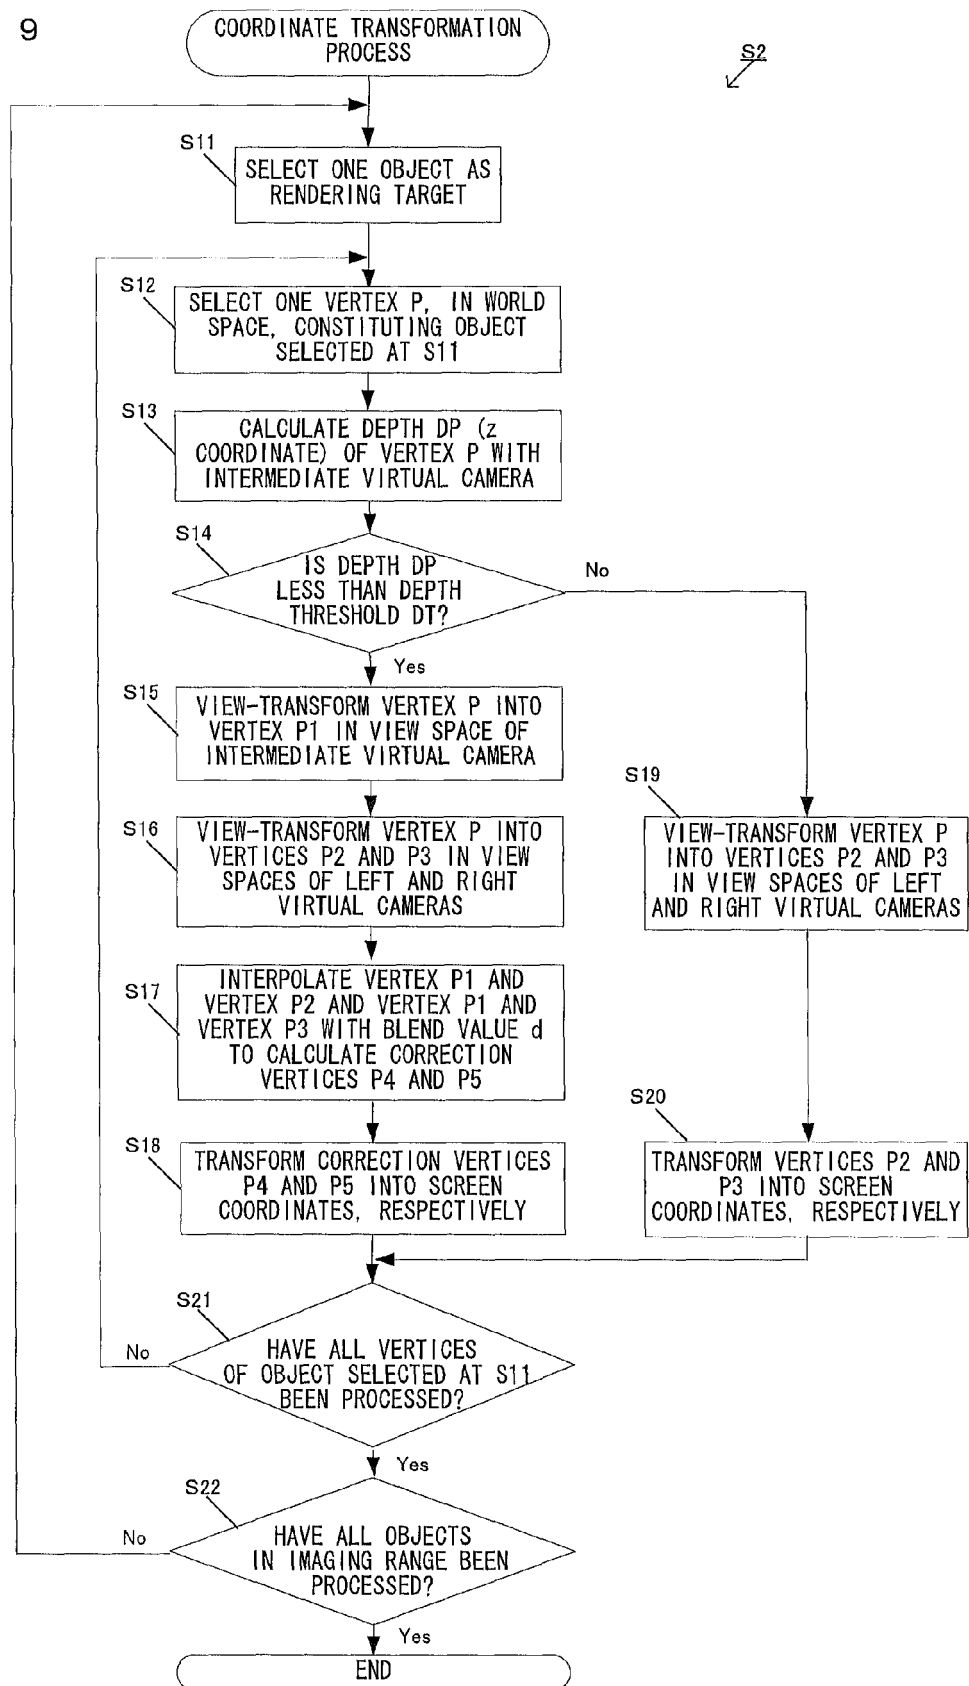 9
COORDINATE TRANSFORMATION
PROCESS
S2
S11
SELECT ONE OBJECT AS
RENDERING TARGET
S12
SELECT ONE VERTEX P, IN WORLD
SPACE, CONSTITUTING OBJECT
SELECTED AT S11
S13
CALCULATE DEPTH DP (z
COORDINATE) OF VERTEX P WITH
INTERMEDIATE VIRTUAL CAMERA
S14
IS DEPTH DP
LESS THAN DEPTH
THRESHOLD DT?
No
Yes
S15
VIEW-TRANSFORM VERTEX P INTO
VERTEX P1 IN VIEW SPACE OF
INTERMEDIATE VIRTUAL CAMERA
S16
VIEW-TRANSFORM VERTEX P INTO
VERTICES P2 AND P3 IN VIEW
SPACES OF LEFT AND RIGHT
VIRTUAL CAMERAS
S19
VIEW-TRANSFORM VERTEX P
INTO VERTICES P2 AND P3
IN VIEW SPACES OF LEFT
AND RIGHT VIRTUAL CAMERAS
S17
INTERPOLATE VERTEX P1 AND
VERTEX P2 AND VERTEX P1 AND
VERTEX P3 WITH BLEND VALUE d
TO CALCULATE CORRECTION
VERTICES P4 AND P5
S18
TRANSFORM CORRECTION VERTICES
P4 AND P5 INTO SCREEN
COORDINATES, RESPECTIVELY
S20
TRANSFORM VERTICES P2 AND
P3 INTO SCREEN
COORDINATES, RESPECTIVELY
S21
HAVE ALL VERTICES
OF OBJECT SELECTED AT S11
BEEN PROCESSED?
No
Yes
S22
HAVE ALL OBJECTS
IN IMAGING RANGE BEEN
PROCESSED?
No
Yes
END